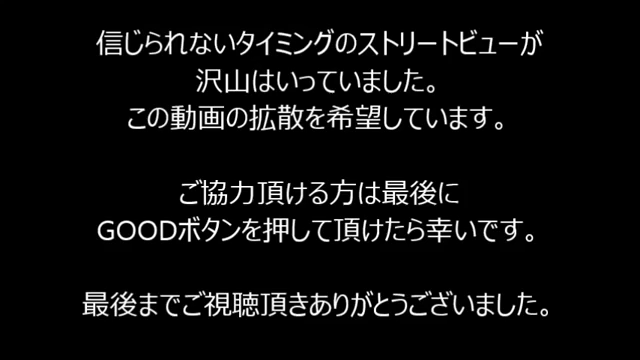 信じられないタイミングのストリートビューが
沢山はいっていました。
この動画の拡散を希望しています。
ご協力頂ける方は最後に
GOODボタンを押して頂けたら幸いです。
最後までご視聴頂きありがとうございました。